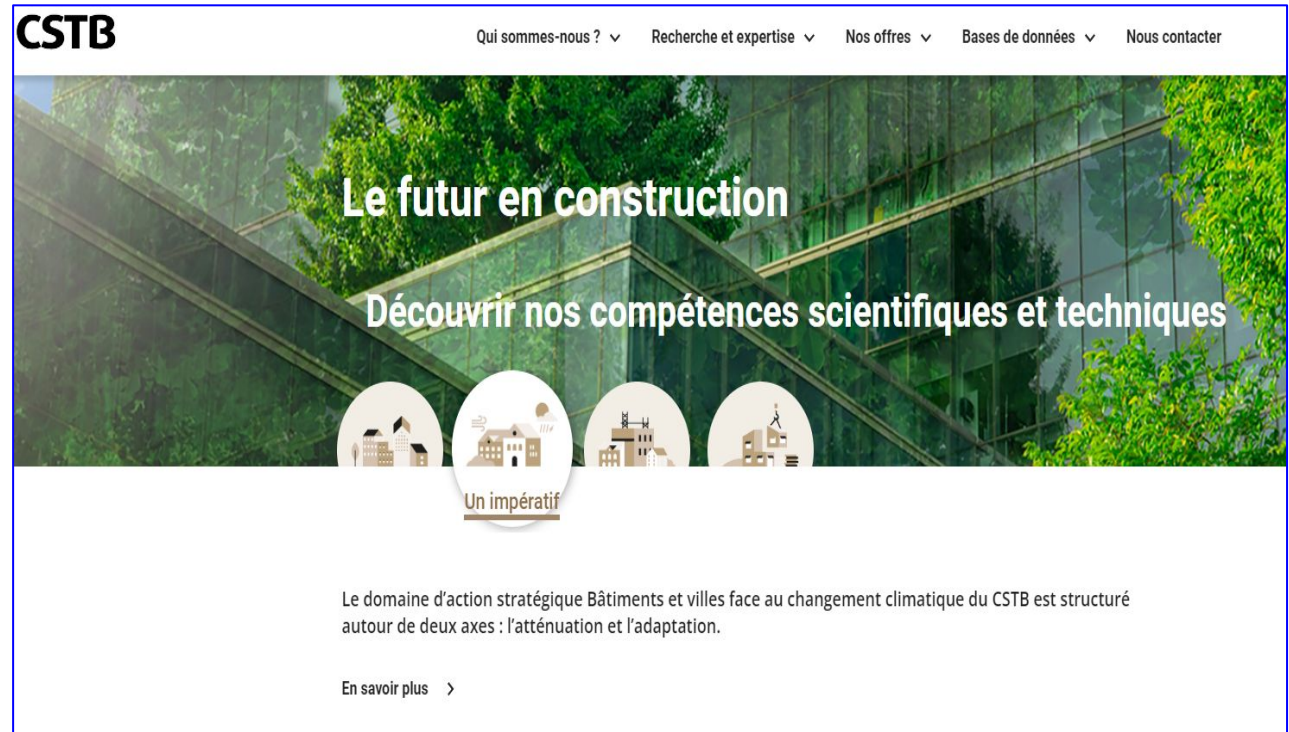 CSTB
Qui sommes-nous ? Recherche et expertise Nos offres Bases de données Nous contacter
Le futur en construction
Découvrir nos compétences scientifiques et techniques
Un impératif
Le domaine d’action stratégique Bâtiments et villes face au changement climatique du CSTB est structuré
autour de deux axes : l’atténuation et l’adaptation.
En savoir plus